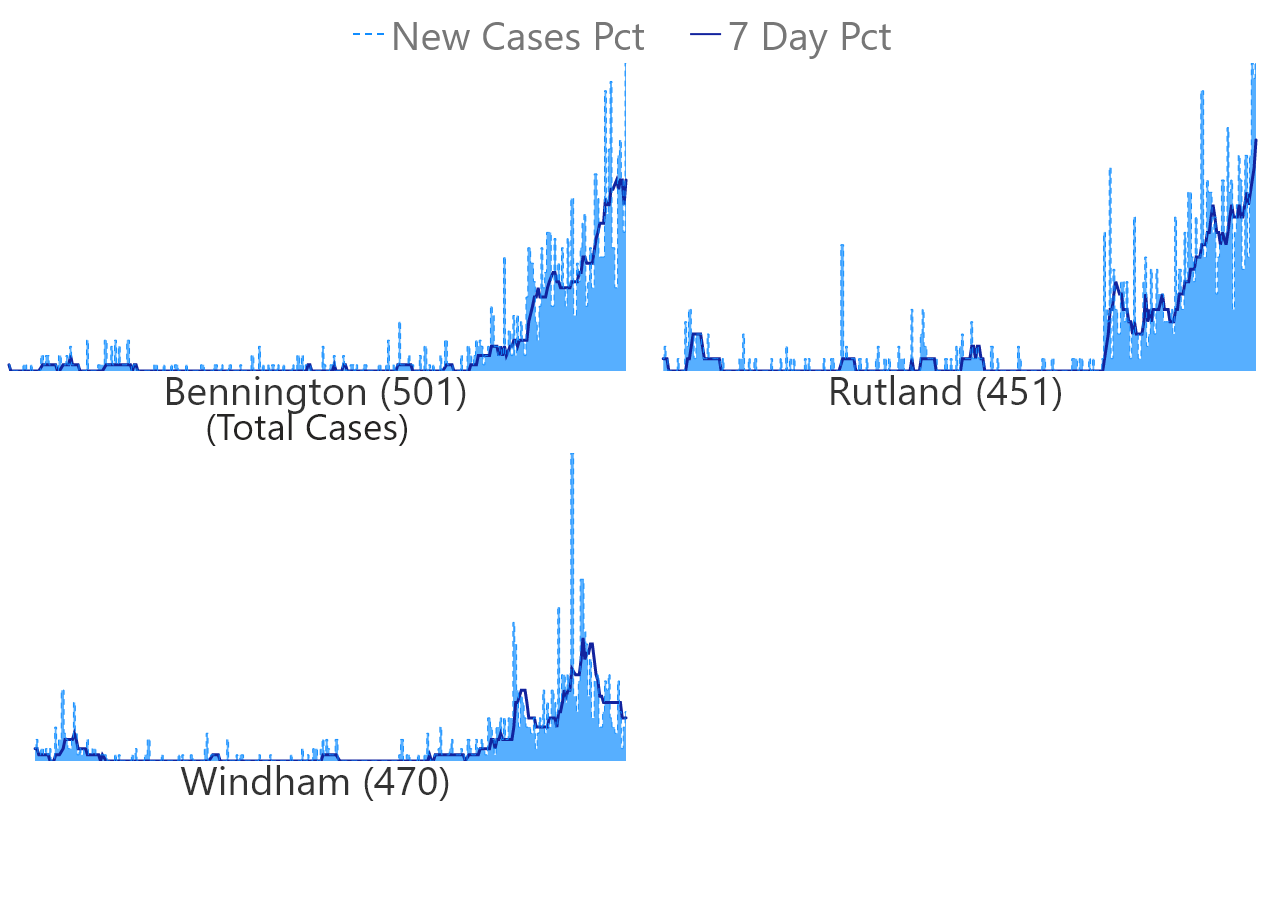 New Cases Pct 7 Day Pct
Bennington (501) Rutland (451)
(Total Cases)
Windham (470)